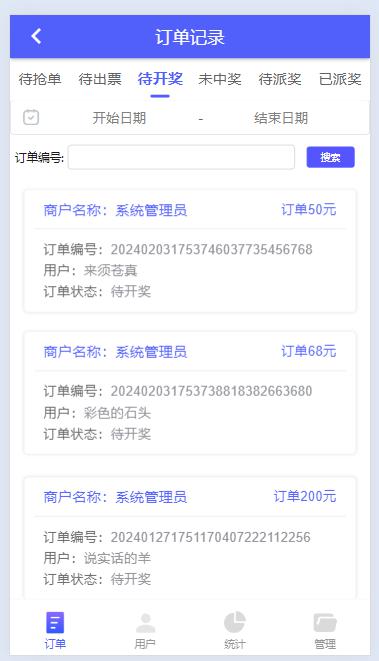 订单记录
待抢单 待出票 待开奖 未中奖 待派奖 已派奖
开始日期 - 结束日期
订单编号: 搜索
商户名称：系统管理员 订单50元
订单编号：202402031753746037735456768
用户：来须苍真
订单状态：待开奖
商户名称：系统管理员 订单68元
订单编号：202402031753738818382663680
用户：彩色的石头
订单状态：待开奖
商户名称：系统管理员 订单200元
订单编号：202401271751170407222112256
用户：说实话的羊
订单状态：待开奖
订单 用户 统计 管理